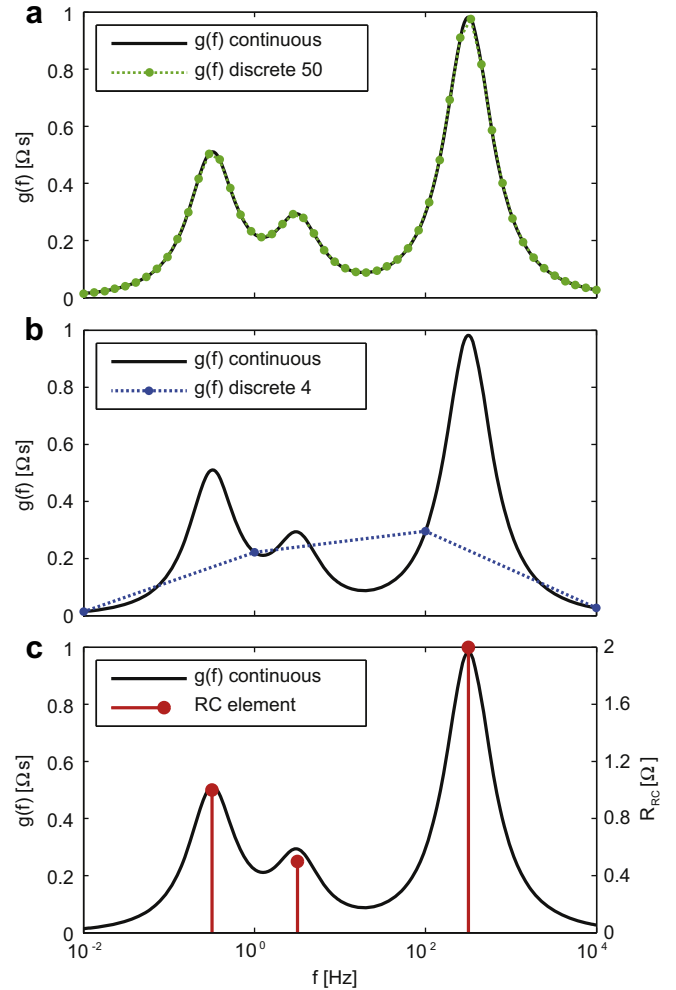 a
g(f) continuous
g(f) discrete 50
g(f) [Ω s]
1
0.8
0.6
0.4
0.2
0
b
g(f) continuous
g(f) discrete 4
g(f) [Ω s]
1
0.8
0.6
0.4
0.2
0
c
g(f) continuous
RC element
g(f) [Ω s]
1
0.8
0.6
0.4
0.2
0
2
1.6
1.2
0.8
0.4
0
R_RC [Ω]
10^-2 10^0 10^2 10^4
f [Hz]